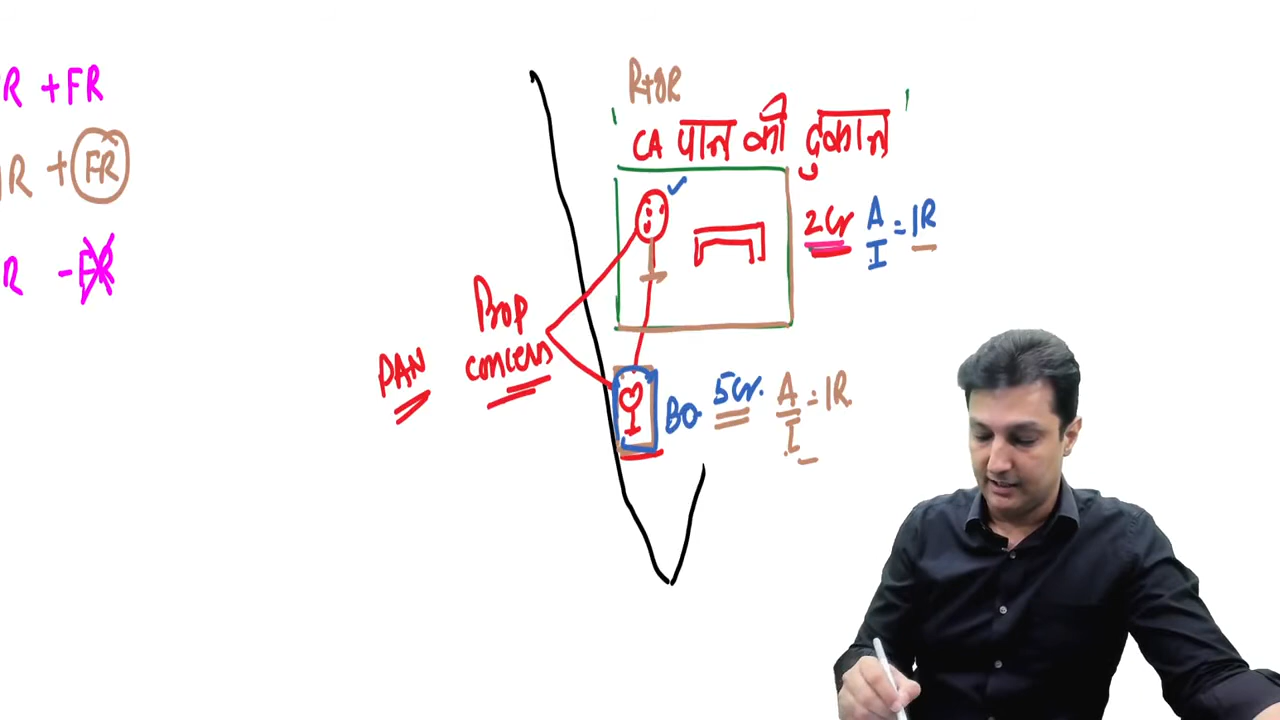 R + FR
R + FR
R - FR
R+OR
'CA पान की दुकान'
2Cr A/I = 1R
Prop concern
PAN
BO 5Cr. A/I = 1R.